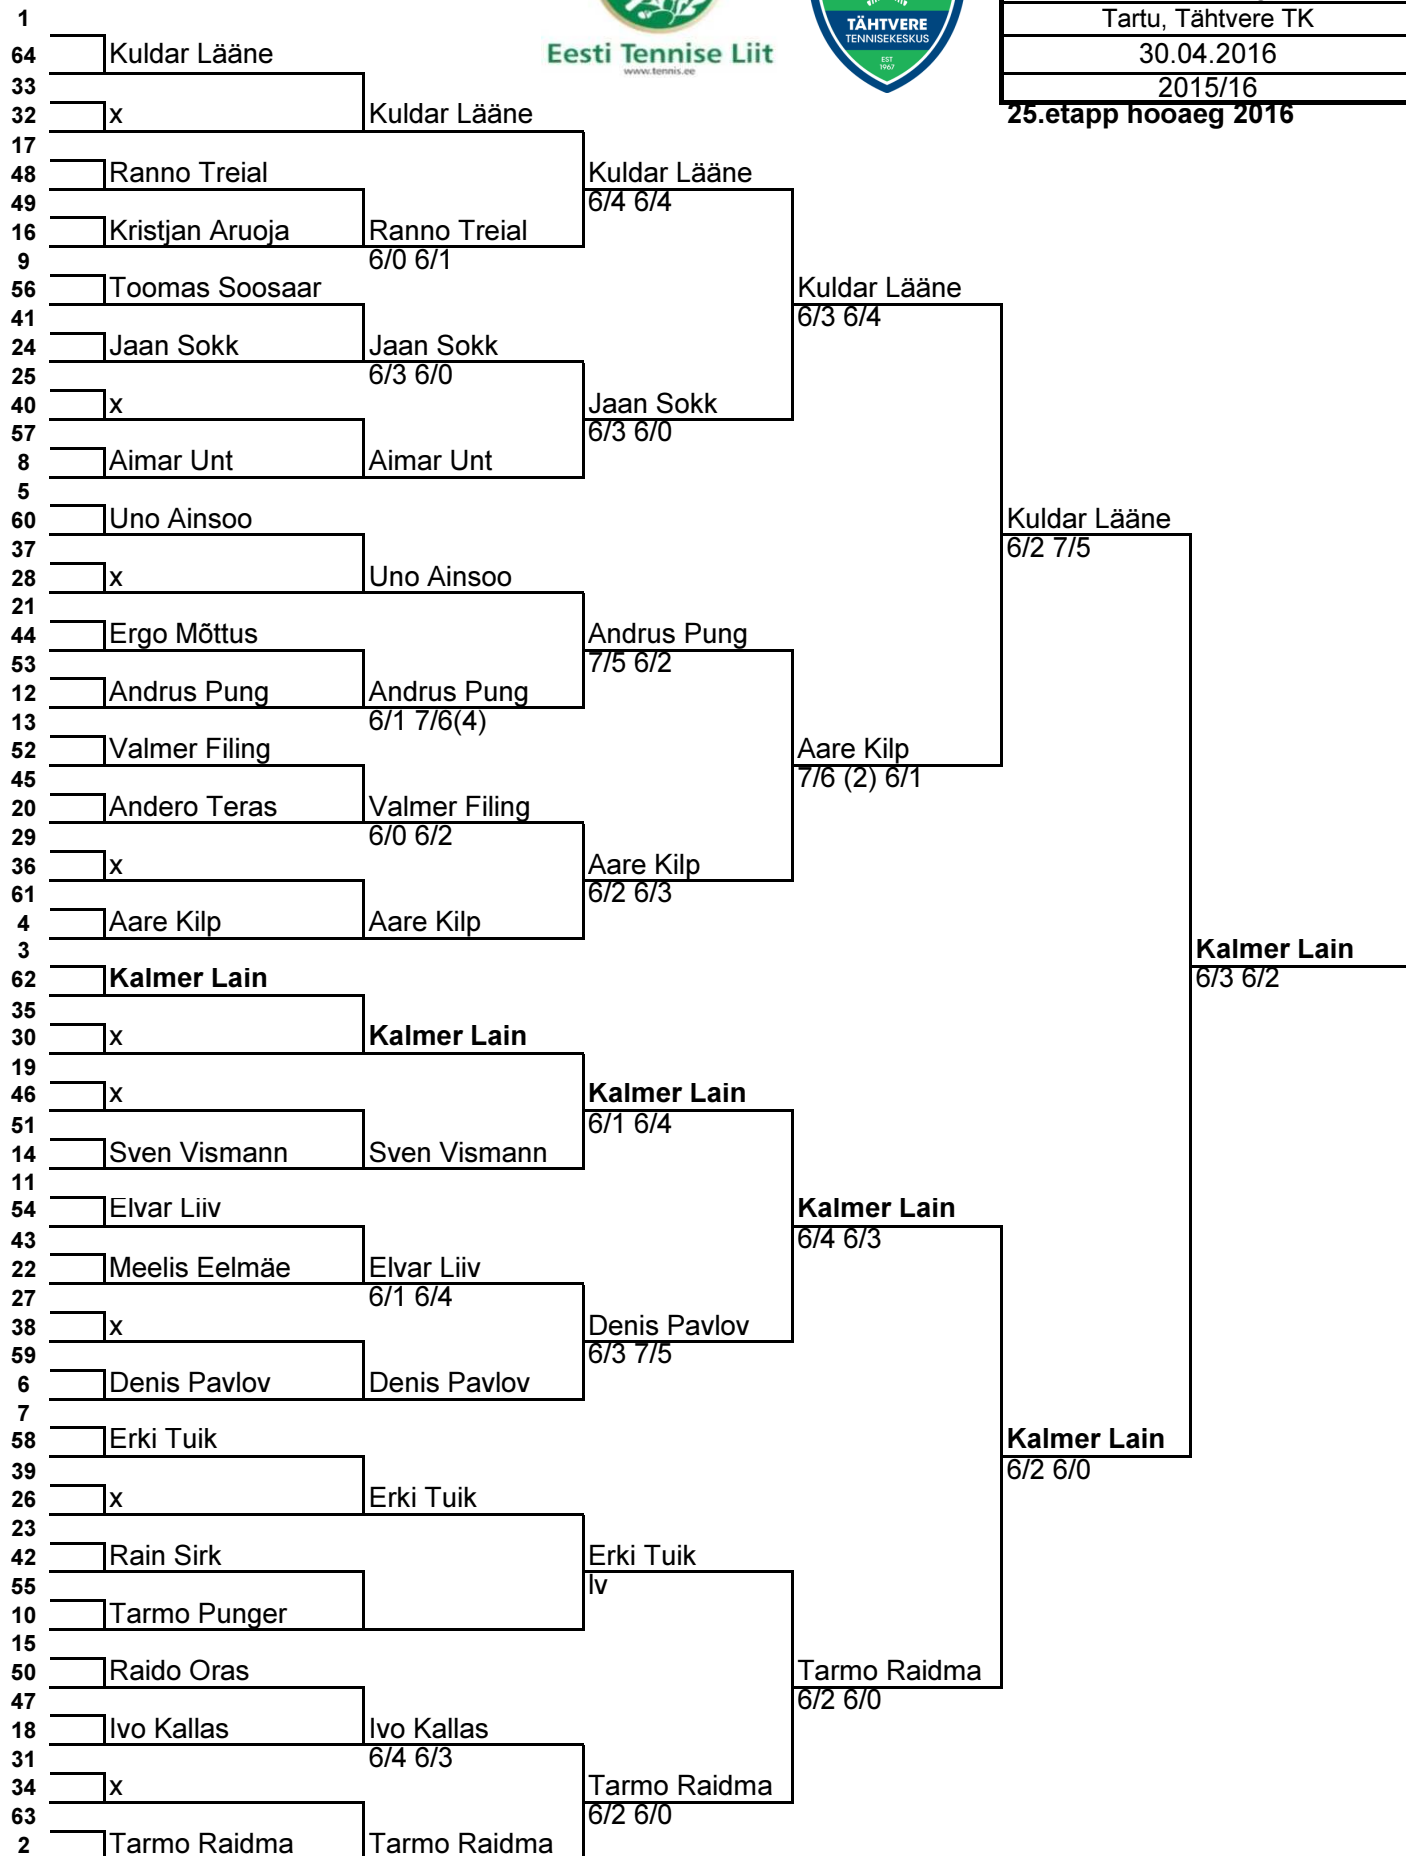 1
Tartu, Tähtvere TK
TÄHTVERE
TENNISEKESKUS
EST
1967
Eesti Tennise Liit
www.tennis.ee
64 Kuldar Lääne
30.04.2016
33
2015/16
32 x Kuldar Lääne
25.etapp hooaeg 2016
17
48 Ranno Treial Kuldar Lääne
49 6/4 6/4
16 Kristjan Aruoja Ranno Treial
9 6/0 6/1
56 Toomas Soosaar Kuldar Lääne
41 6/3 6/4
24 Jaan Sokk Jaan Sokk
25 6/3 6/0
40 x Jaan Sokk
57 6/3 6/0
8 Aimar Unt Aimar Unt
5
60 Uno Ainsoo Kuldar Lääne
37 6/2 7/5
28 x Uno Ainsoo
21
44 Ergo Mõttus Andrus Pung
53 7/5 6/2
12 Andrus Pung Andrus Pung
13 6/1 7/6(4)
52 Valmer Filing Aare Kilp
45 7/6 (2) 6/1
20 Andero Teras Valmer Filing
29 6/0 6/2
36 x Aare Kilp
61 6/2 6/3
4 Aare Kilp Aare Kilp
3 Kalmer Lain
62 Kalmer Lain 6/3 6/2
35
30 x Kalmer Lain
19
46 x Kalmer Lain
51 6/1 6/4
14 Sven Vismann Sven Vismann
11
54 Elvar Liiv Kalmer Lain
43 6/4 6/3
22 Meelis Eelmäe Elvar Liiv
27 6/1 6/4
38 x Denis Pavlov
59 6/3 7/5
6 Denis Pavlov Denis Pavlov
7
58 Erki Tuik Kalmer Lain
39 6/2 6/0
26 x Erki Tuik
23
42 Rain Sirk Erki Tuik
55 lv
10 Tarmo Punger
15
50 Raido Oras Tarmo Raidma
47 6/2 6/0
18 Ivo Kallas Ivo Kallas
31 6/4 6/3
34 x Tarmo Raidma
63 6/2 6/0
2 Tarmo Raidma Tarmo Raidma